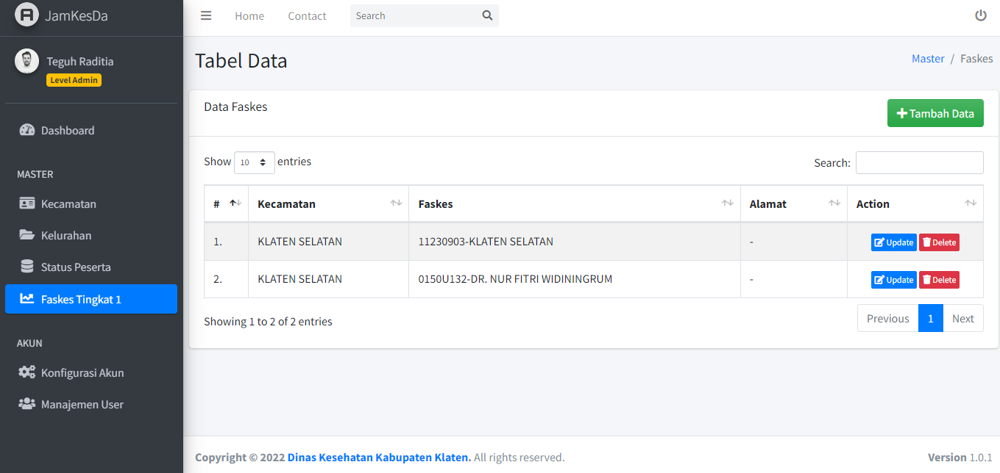 JamKesDa
Home Contact Search
Teguh Raditia
Level Admin
Tabel Data
Master / Faskes
Data Faskes
Tambah Data
Dashboard
MASTER
Kecamatan
Kelurahan
Status Peserta
Faskes Tingkat 1
AKUN
Konfigurasi Akun
Manajemen User
Show 10 entries
Search:
# Kecamatan Faskes Alamat Action
1. KLATEN SELATAN 11230903-KLATEN SELATAN - Update Delete
2. KLATEN SELATAN 0150U132-DR. NUR FITRI WIDININGRUM - Update Delete
Showing 1 to 2 of 2 entries
Previous 1 Next
Copyright © 2022 Dinas Kesehatan Kabupaten Klaten. All rights reserved.
Version 1.0.1